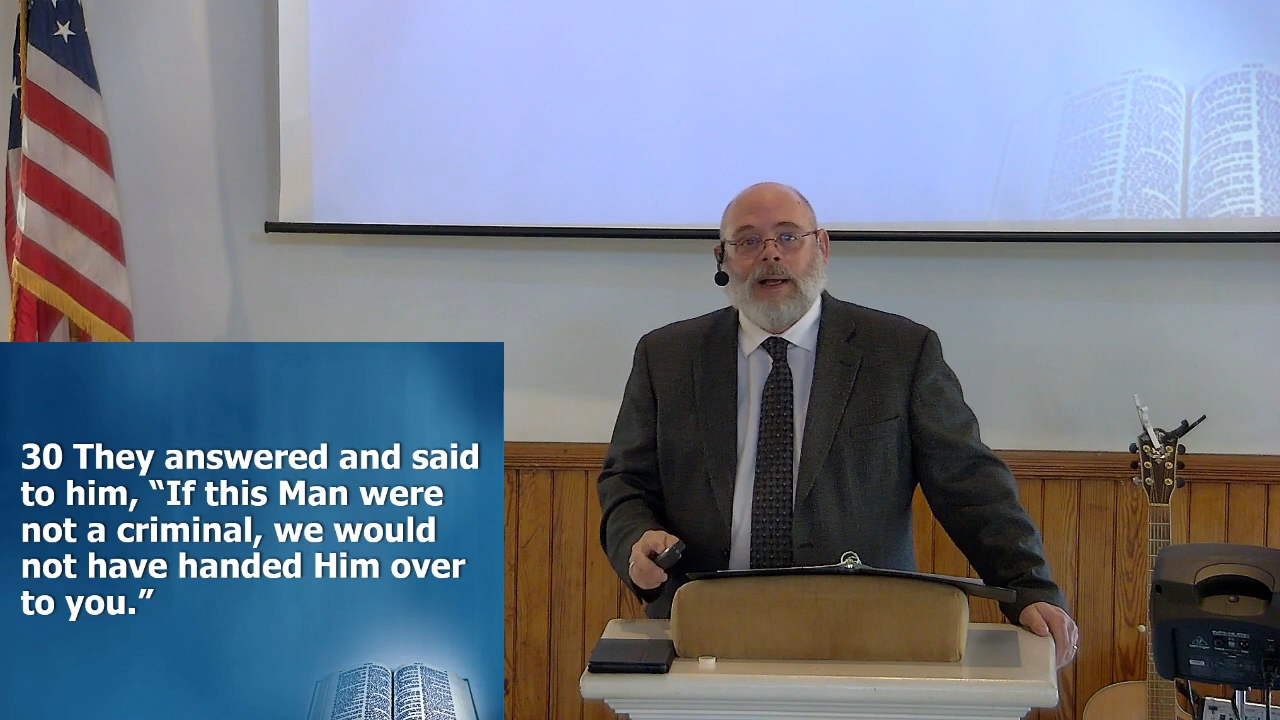 30 They answered and said
to him, “If this Man were
not a criminal, we would
not have handed Him over
to you.”